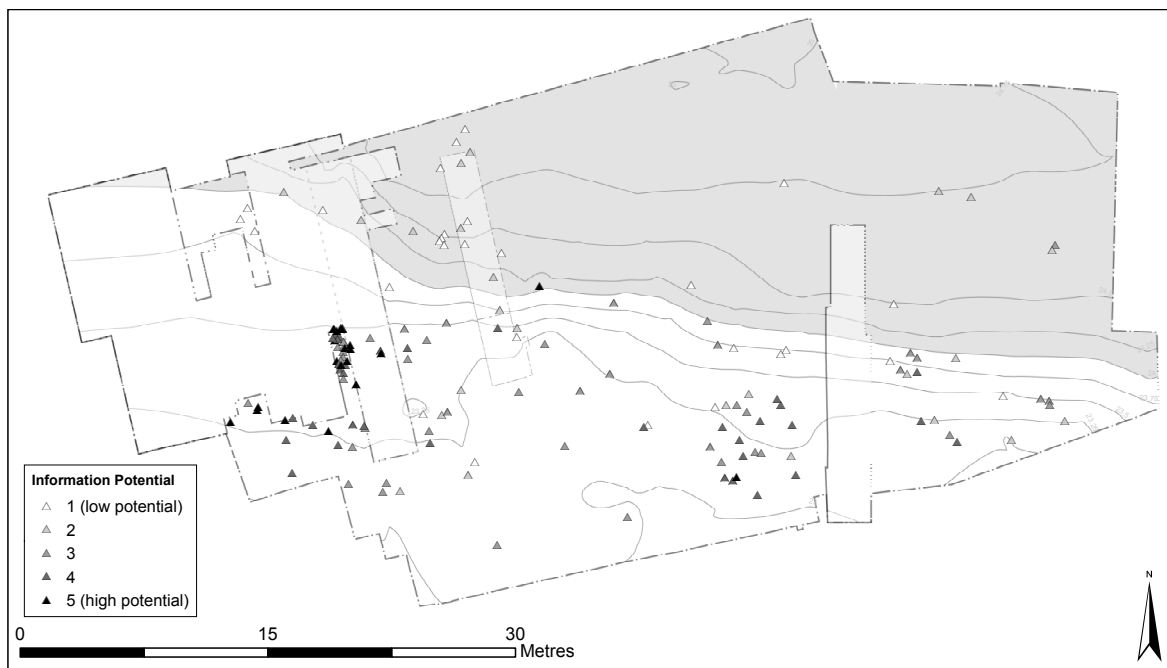 Information Potential
1 (low potential)
2
3
4
5 (high potential)
0 15 30
Metres
N